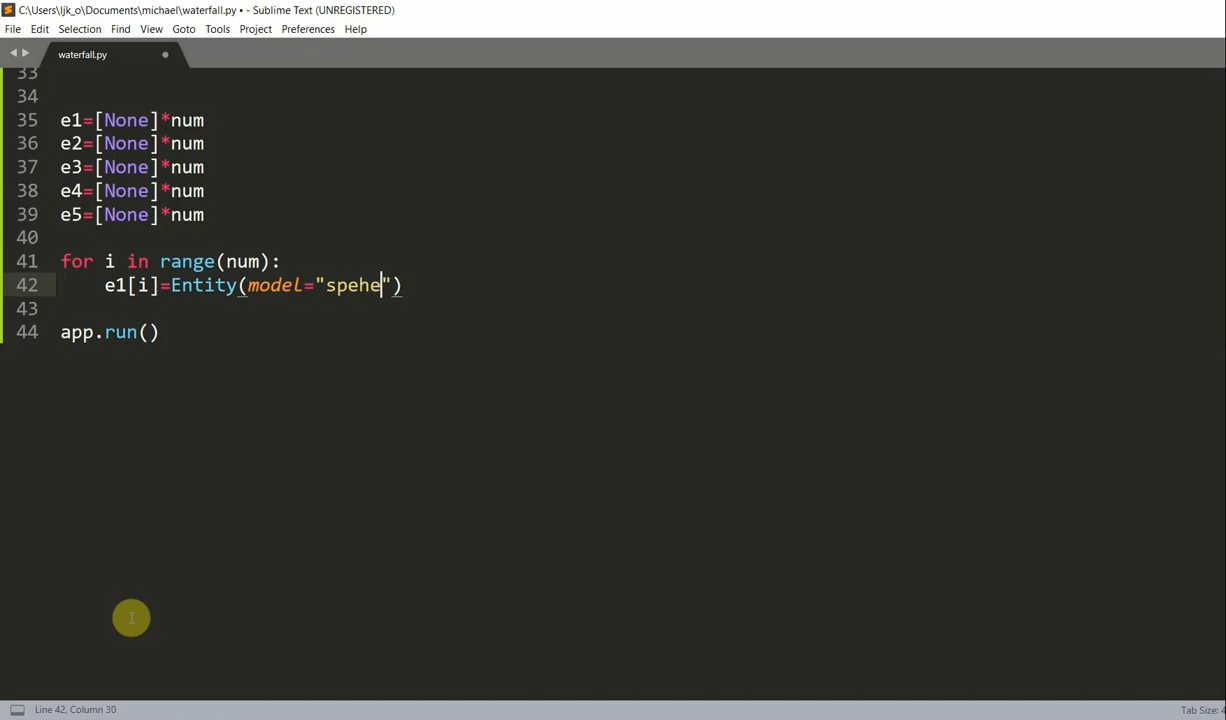 C:\Users\ljk_o\Documents\michael\waterfall.py • - Sublime Text (UNREGISTERED)
File Edit Selection Find View Goto Tools Project Preferences Help
waterfall.py
33
34
35 e1=[None]*num
36 e2=[None]*num
37 e3=[None]*num
38 e4=[None]*num
39 e5=[None]*num
40
41 for i in range(num):
42 e1[i]=Entity(model="spehe")
43
44 app.run()
Line 42, Column 30 Tab Size: 4